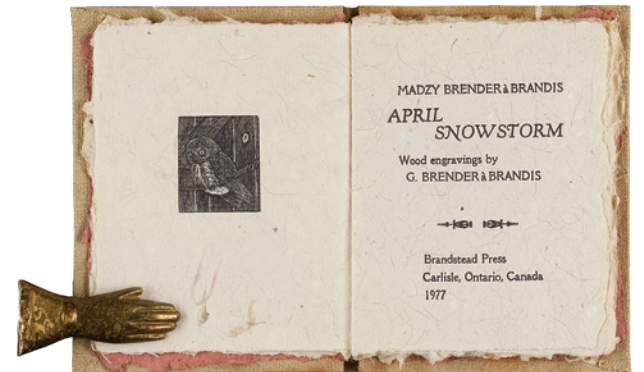 MADZY BRENDER à BRANDIS
APRIL
SNOWSTORM
Wood engravings by
G. BRENDER à BRANDIS
Brandstead Press
Carlisle, Ontario, Canada
1977